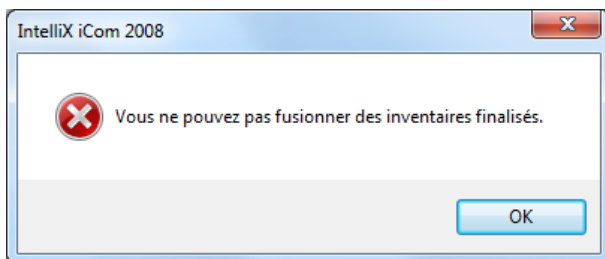 IntelliX iCom 2008
Vous ne pouvez pas fusionner des inventaires finalisés.
OK